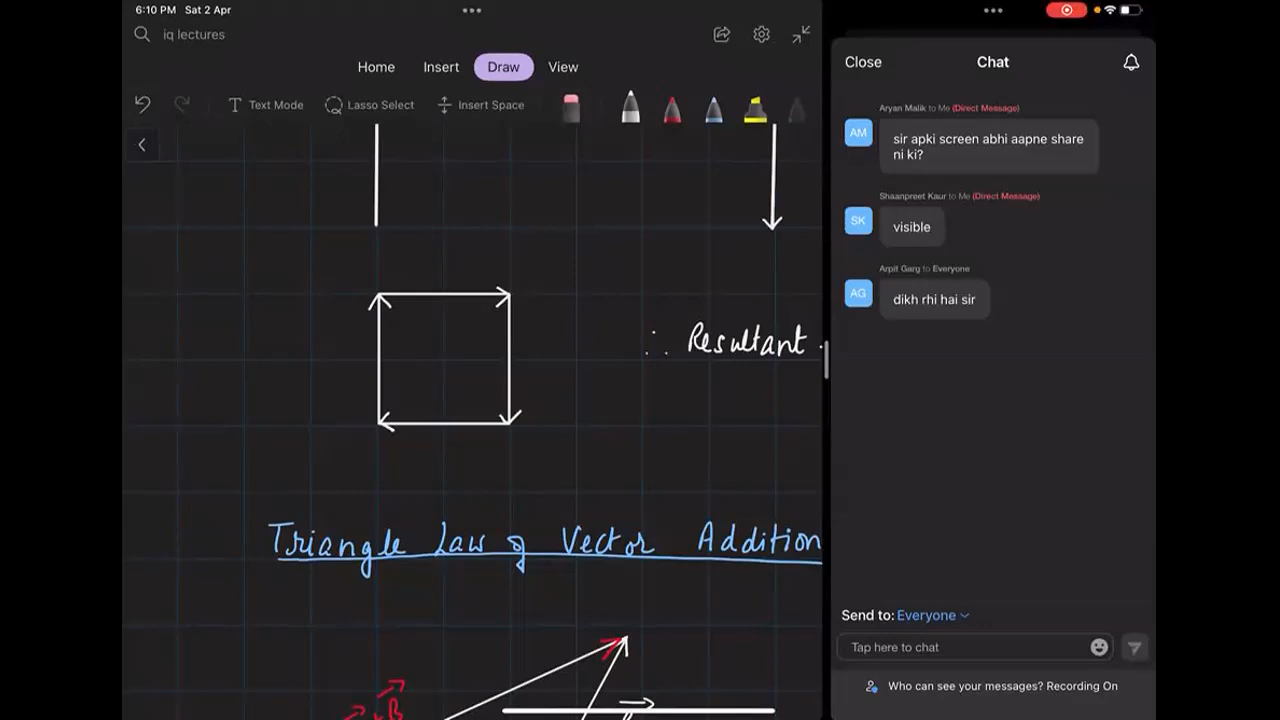 6:10 PM Sat 2 Apr
iq lectures
Home Insert Draw View
Text Mode Lasso Select Insert Space
∴ Resultant
Triangle Law of Vector Addition
B
Close Chat
Aryan Malik to Me (Direct Message)
AM
sir apki screen abhi aapne share
ni ki?
Shaanpreet Kaur to Me (Direct Message)
SK
visible
Arpit Garg to Everyone
AG
dikh rhi hai sir
Send to: Everyone
Tap here to chat
Who can see your messages? Recording On